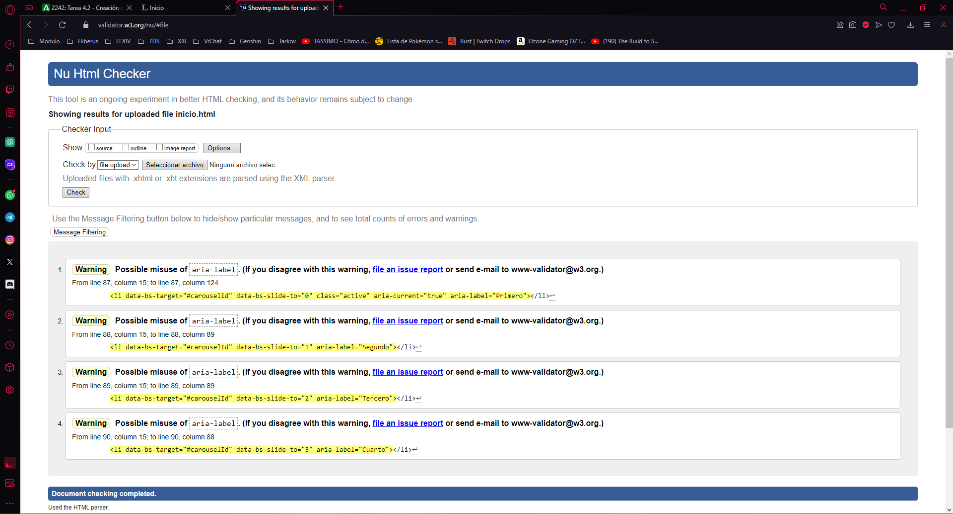 2242: Tarea 4.2 - Creación
Inicio
Showing results for upload
validator.w3.org/nu/#file
Modulo
Hiberus
FEXIV
7DS
XIII
VrChat
Genshin
Tarkov
TASSIMO - Cómo d...
Lista de Pokémon s...
Rust | Twitch Drops
Ozone Gaming OZ1...
(190) The Build to S...
Nu Html Checker
This tool is an ongoing experiment in better HTML checking, and its behavior remains subject to change
Showing results for uploaded file inicio.html
Checker Input
Show source outline image report Options...
Check by file upload Seleccionar archivo Ninguno archivo selec.
Uploaded files with .xhtml or .xht extensions are parsed using the XML parser.
Check
Use the Message Filtering button below to hide/show particular messages, and to see total counts of errors and warnings.
Message Filtering
1. Warning Possible misuse of aria-label. (If you disagree with this warning, file an issue report or send e-mail to www-validator@w3.org.)
From line 87, column 15; to line 87, column 124
<li data-bs-target="#carouselId" data-bs-slide-to="0" class="active" aria-current="true" aria-label="Primero"></li>↩
2. Warning Possible misuse of aria-label. (If you disagree with this warning, file an issue report or send e-mail to www-validator@w3.org.)
From line 88, column 15; to line 88, column 89
<li data-bs-target="#carouselId" data-bs-slide-to="1" aria-label="Segundo"></li>↩
3. Warning Possible misuse of aria-label. (If you disagree with this warning, file an issue report or send e-mail to www-validator@w3.org.)
From line 89, column 15; to line 89, column 89
<li data-bs-target="#carouselId" data-bs-slide-to="2" aria-label="Tercero"></li>↩
4. Warning Possible misuse of aria-label. (If you disagree with this warning, file an issue report or send e-mail to www-validator@w3.org.)
From line 90, column 15; to line 90, column 88
<li data-bs-target="#carouselId" data-bs-slide-to="3" aria-label="Cuarto"></li>↩
Document checking completed.
Used the HTML parser.